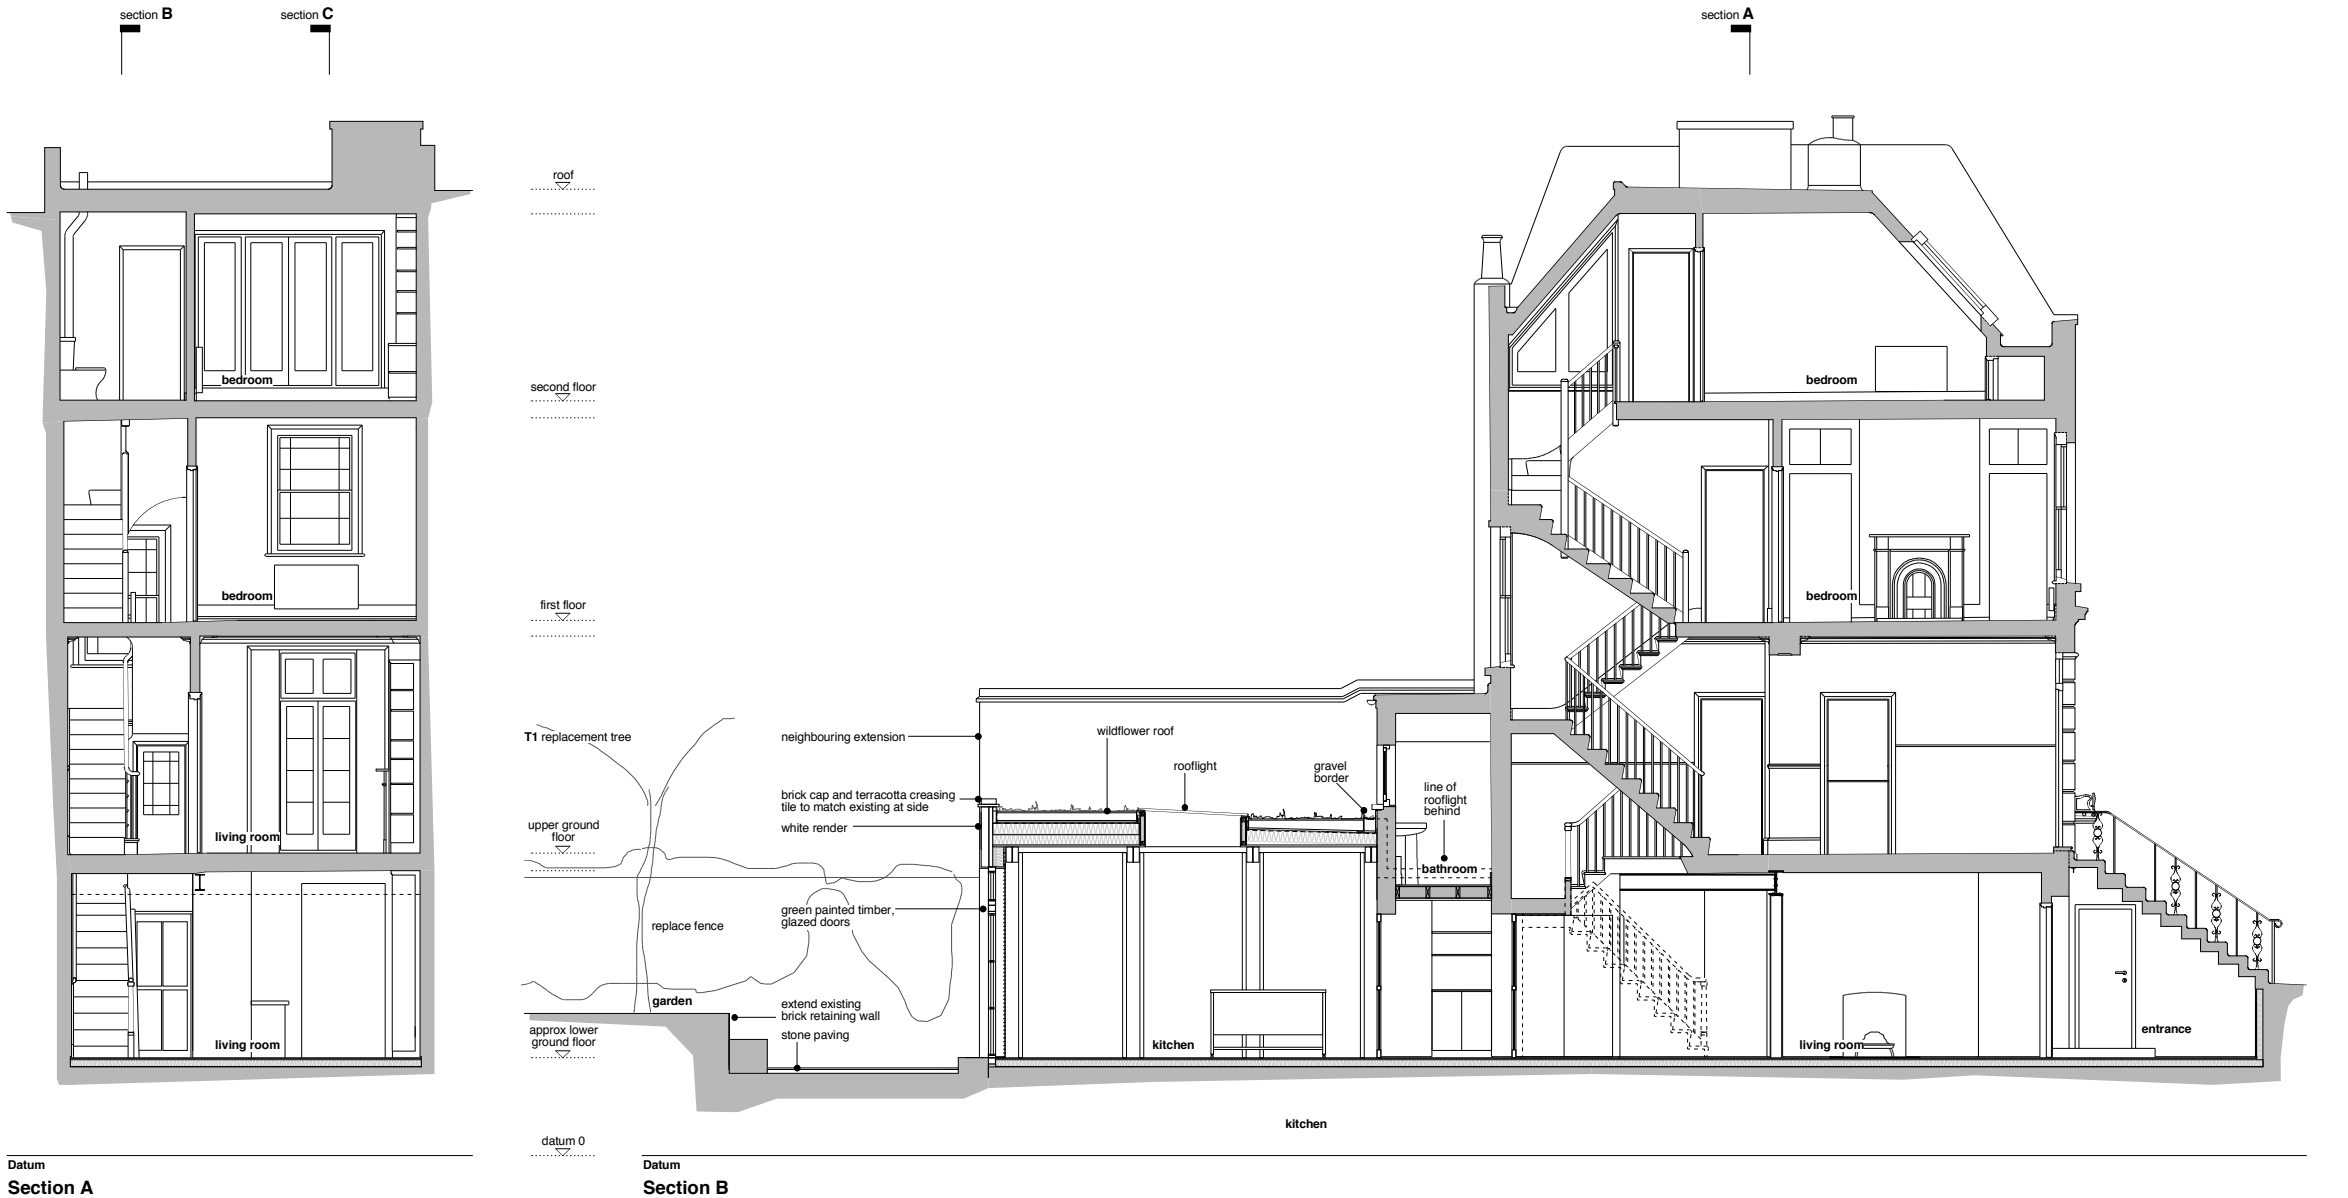 section B
section C
section A
roof
second floor
bedroom
bedroom
first floor
bedroom
bedroom
T1 replacement tree
neighbouring extension
wildflower roof
rooflight
gravel
border
line of
rooflight
behind
brick cap and terracotta creasing
tile to match existing at side
white render
upper ground
floor
living room
bathroom
green painted timber,
glazed doors
replace fence
garden
extend existing
brick retaining wall
stone paving
approx lower
ground floor
living room
kitchen
living room
entrance
kitchen
datum 0
Datum
Section A
Datum
Section B